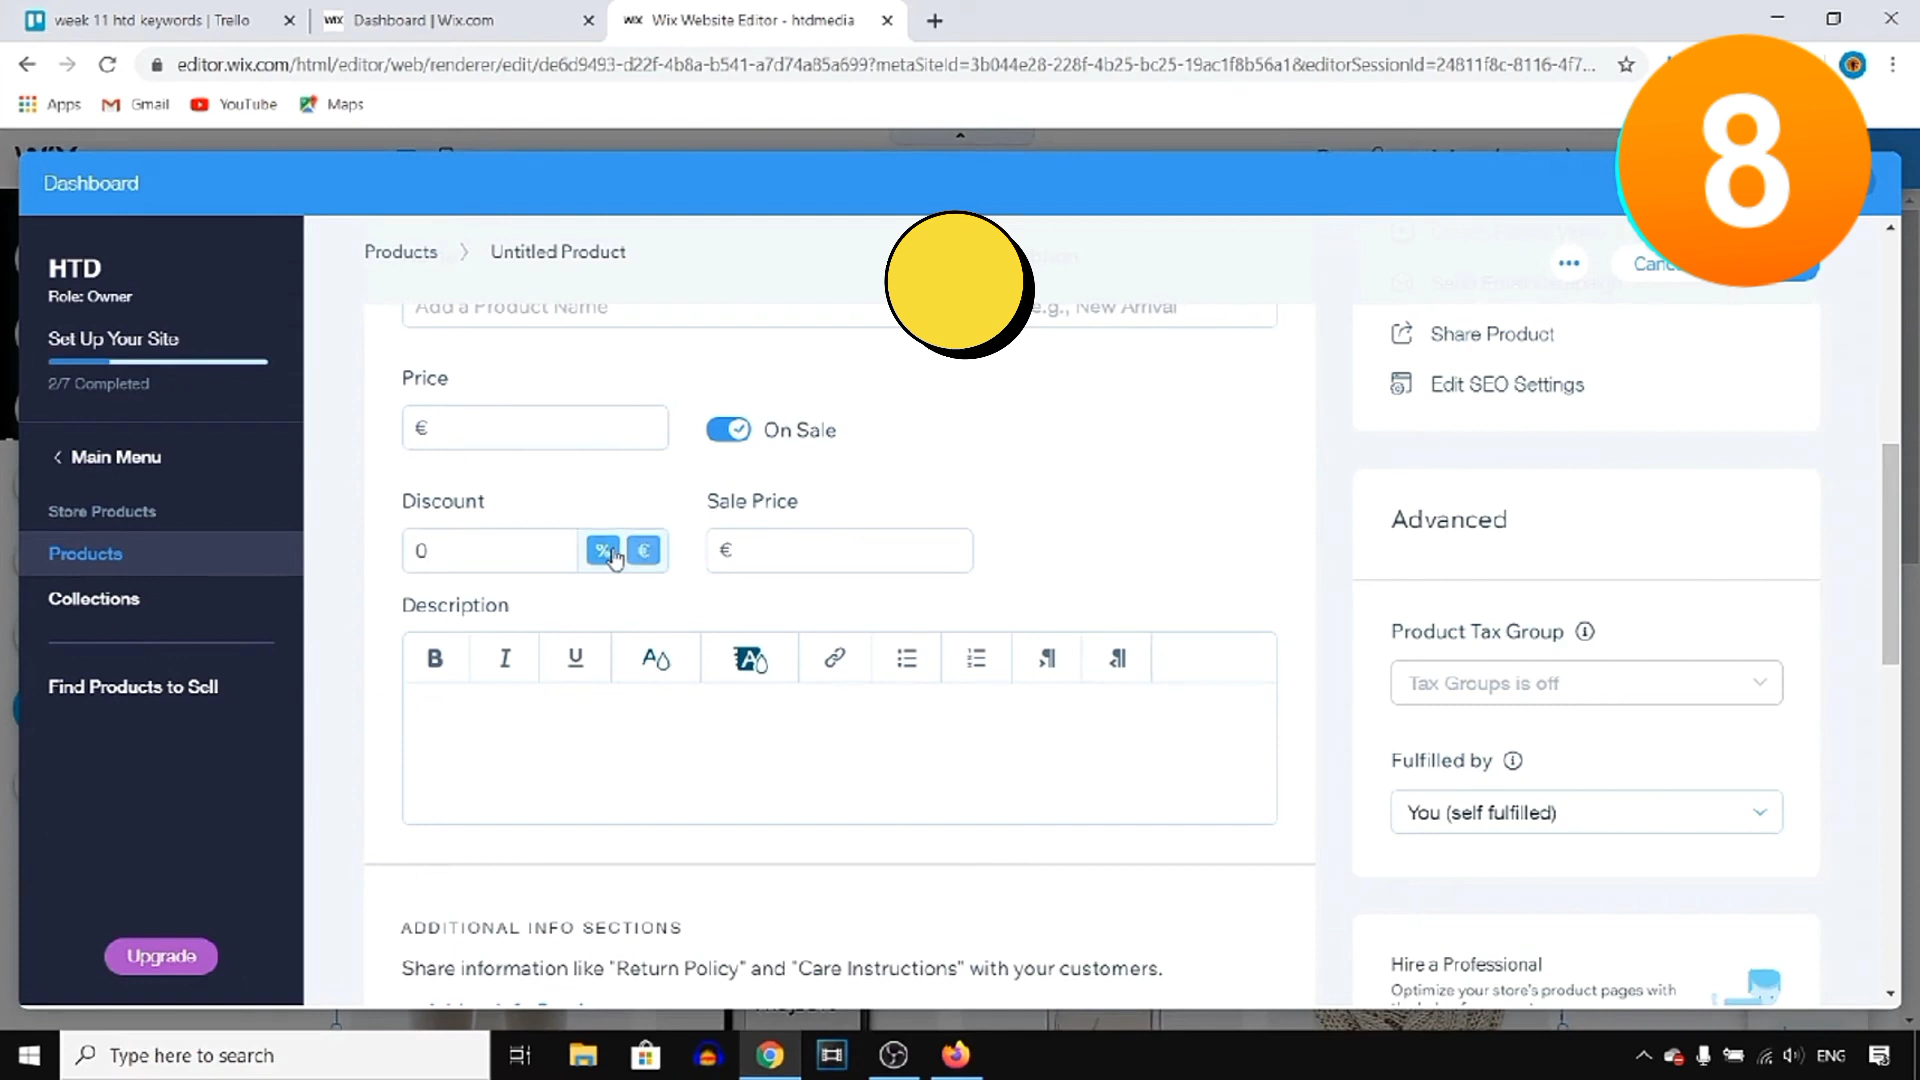 week 11 htd keywords | Trello
WIX Dashboard | Wix.com
WIX Wix Website Editor - htdmedia
editor.wix.com/html/editor/web/renderer/edit/de6d9493-d22f-4b8a-b541-a7d74a85a699?metaSiteId=3b044e28-228f-4b25-bc25-19ac1f8b56a1&editorSessionId=24811f8c-8116-4f7...
Apps Gmail YouTube Maps
8
Dashboard
HTD
Role: Owner
Set Up Your Site
2/7 Completed
Main Menu
Store Products
Products
Collections
Find Products to Sell
Upgrade
Products > Untitled Product
Add a Product Name
e.g., New Arrival
Price
€
On Sale
Discount
Sale Price
0 % €
€
Description
B I U A A
ADDITIONAL INFO SECTIONS
Share information like "Return Policy" and "Care Instructions" with your customers.
Share Product
Edit SEO Settings
Advanced
Product Tax Group
Tax Groups is off
Fulfilled by
You (self fulfilled)
Hire a Professional
Optimize your store's product pages with
Type here to search
ENG